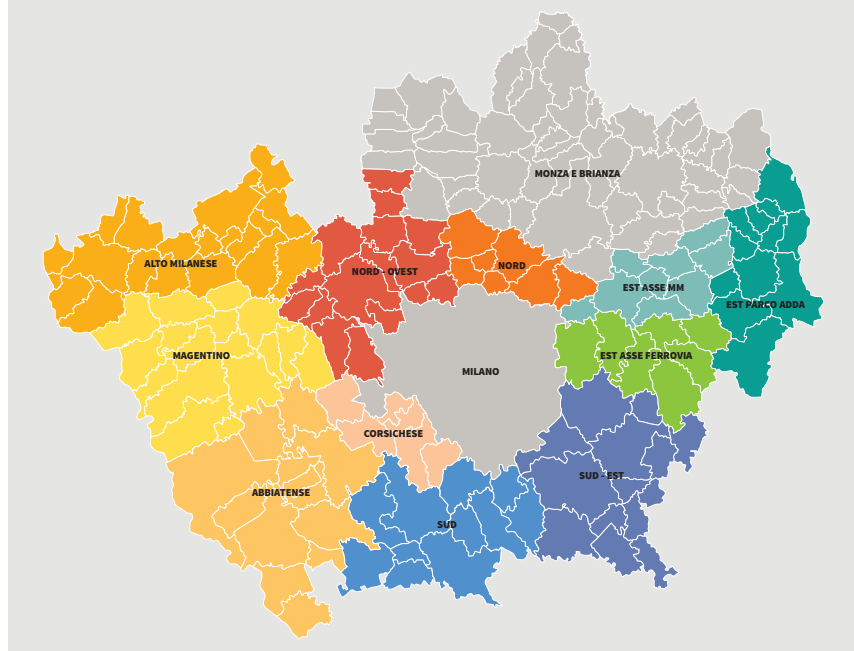 MONZA E BRIANZA
ALTO MILANESE
NORD - OVEST
NORD
EST ASSE MM
EST PARCO ADDA
MAGENTINO
EST ASSE FERROVIA
MILANO
CORSICHESE
SUD - EST
ABBIATENSE
SUD